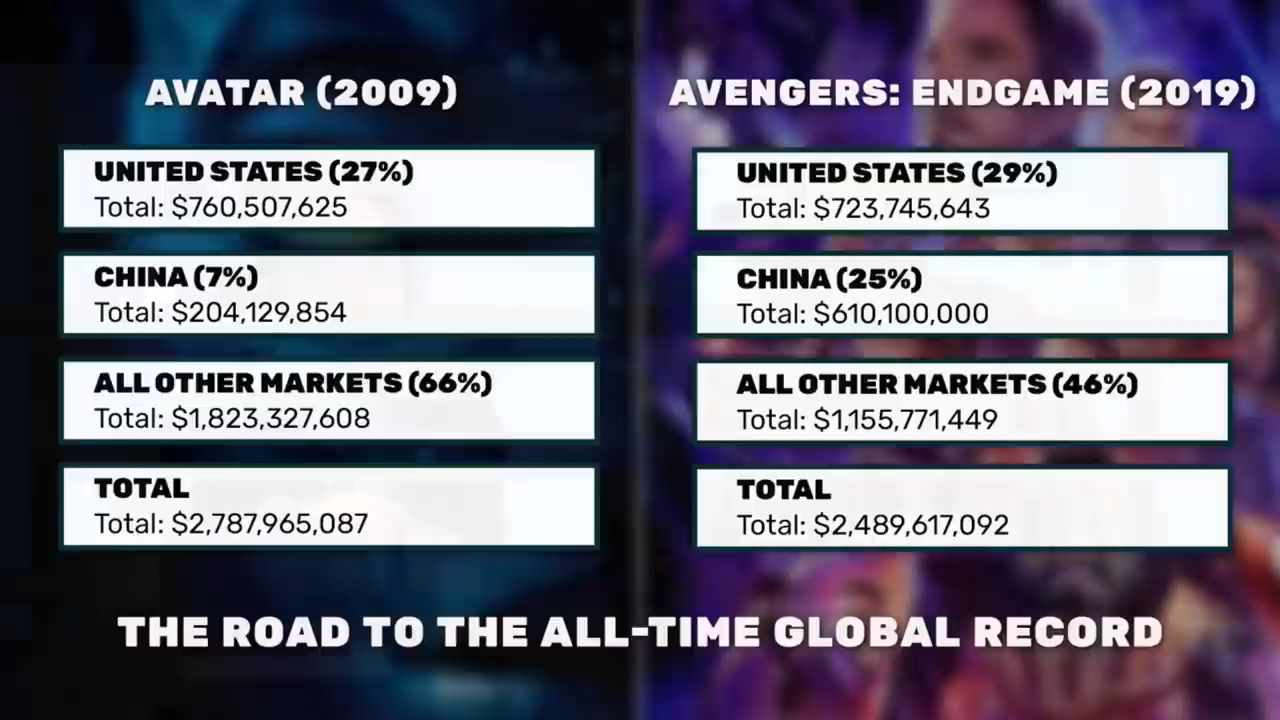 AVATAR (2009)
UNITED STATES (27%)
Total: $760,507,625
CHINA (7%)
Total: $204,129,854
ALL OTHER MARKETS (66%)
Total: $1,823,327,608
TOTAL
Total: $2,787,965,087
AVENGERS: ENDGAME (2019)
UNITED STATES (29%)
Total: $723,745,643
CHINA (25%)
Total: $610,100,000
ALL OTHER MARKETS (46%)
Total: $1,155,771,449
TOTAL
Total: $2,489,617,092
THE ROAD TO THE ALL-TIME GLOBAL RECORD